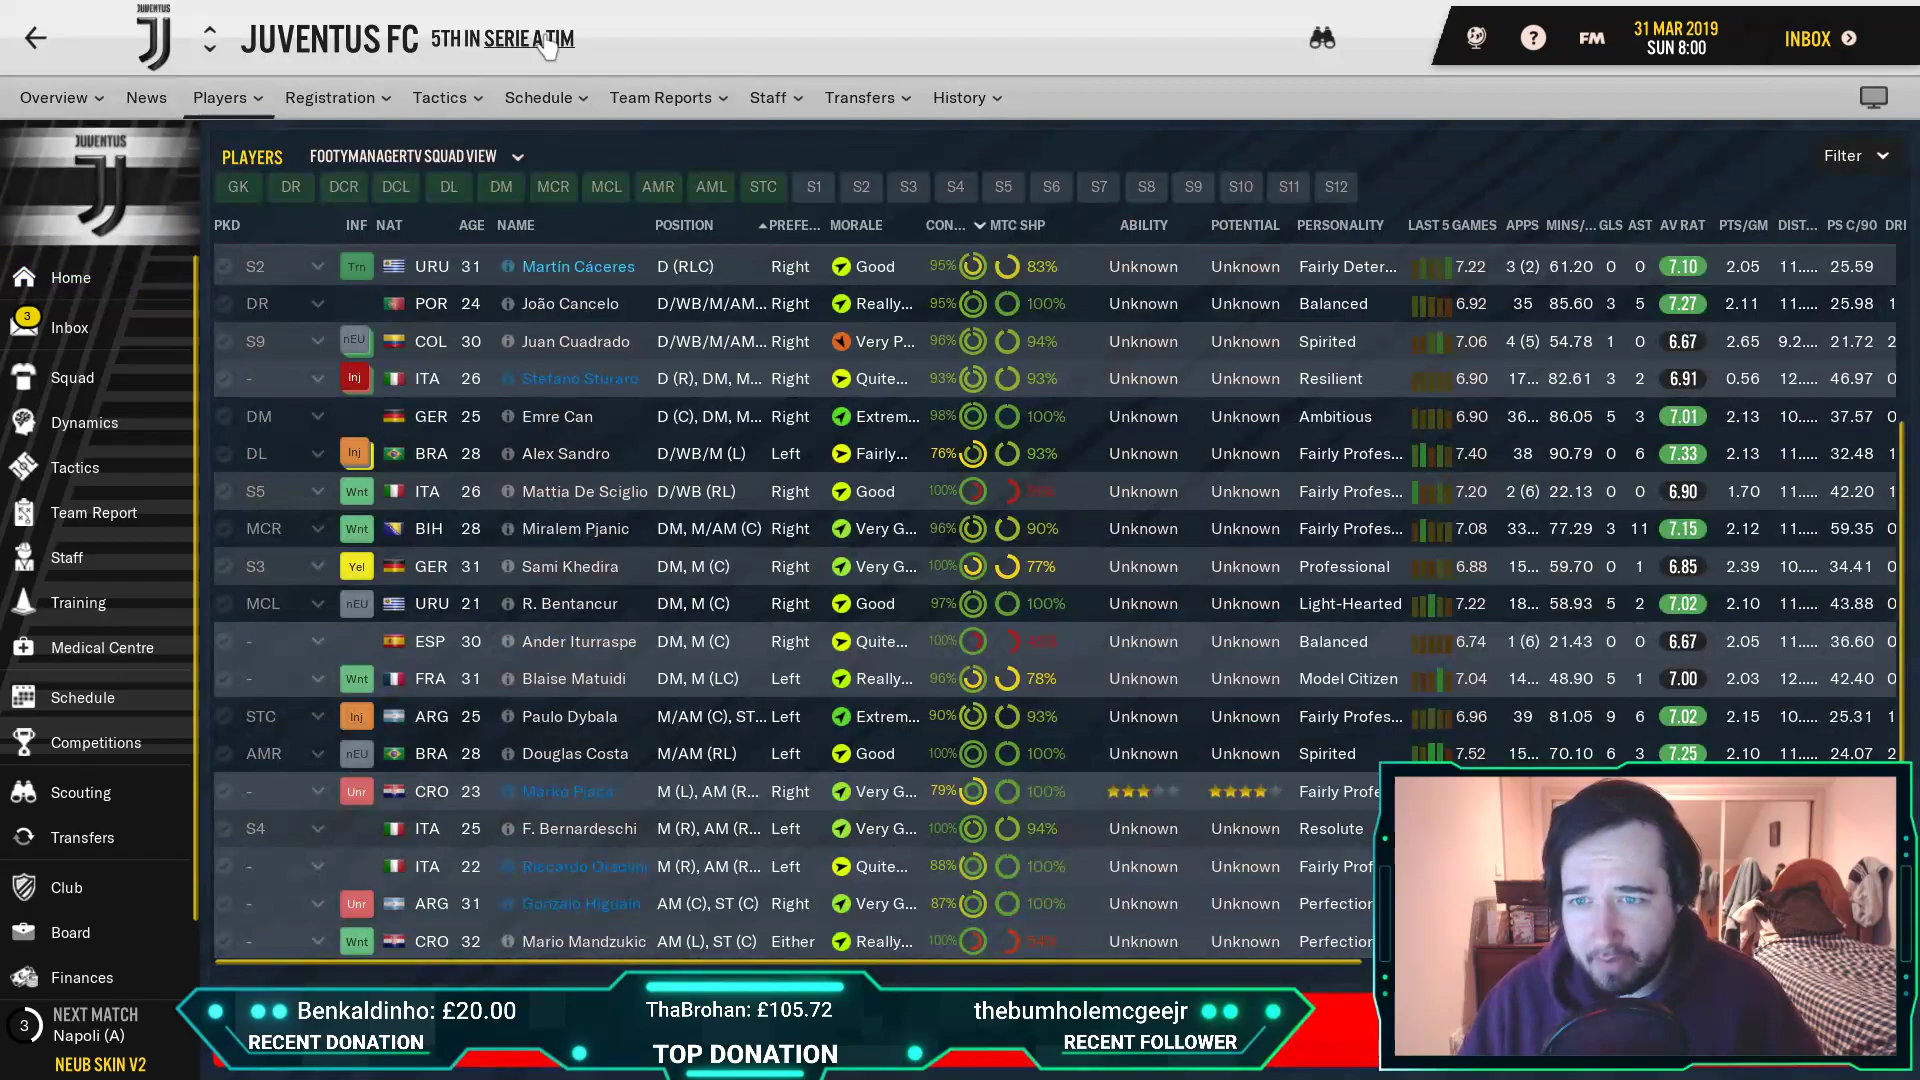 JUVENTUS
JUVENTUS FC 5TH IN SERIE A TIM
? FM 31 MAR 2019 SUN 8:00 INBOX
Overview News Players Registration Tactics Schedule Team Reports Staff Transfers History
JUVENTUS
PLAYERS FOOTYMANAGERTV SQUAD VIEW Filter
GK DR DCR DCL DL DM MCR MCL AMR AML STC S1 S2 S3 S4 S5 S6 S7 S8 S9 S10 S11 S12
PKD INF NAT AGE NAME POSITION PREFE... MORALE CON... MTC SHP ABILITY POTENTIAL PERSONALITY LAST 5 GAMES APPS MINS/... GLS AST AV RAT PTS/GM DIST... PS C/90 DRI
S2 Trn URU 31 Martín Cáceres D (RLC) Right Good 95% 83% Unknown Unknown Fairly Deter... 7.22 3 (2) 61.20 0 0 7.10 2.05 11..... 25.59
DR POR 24 João Cancelo D/WB/M/AM... Right Really... 95% 100% Unknown Unknown Balanced 6.92 35 85.60 3 5 7.27 2.11 11..... 25.98 1
S9 nEU COL 30 Juan Cuadrado D/WB/M/AM... Right Very P... 96% 94% Unknown Unknown Spirited 7.06 4 (5) 54.78 1 0 6.67 2.65 9.2.... 21.72 2
- Inj ITA 26 Stefano Sturaro D (R), DM, M... Right Quite... 93% 93% Unknown Unknown Resilient 6.90 17... 82.61 3 2 6.91 0.56 12..... 46.97 0
DM GER 25 Emre Can D (C), DM, M... Right Extrem... 98% 100% Unknown Unknown Ambitious 6.90 36... 86.05 5 3 7.01 2.13 10..... 37.57 0
DL Inj BRA 28 Alex Sandro D/WB/M (L) Left Fairly... 76% 93% Unknown Unknown Fairly Profes... 7.40 38 90.79 0 6 7.33 2.13 11..... 32.48 1
S5 Wnt ITA 26 Mattia De Sciglio D/WB (RL) Right Good 100% Unknown Unknown Fairly Profes... 7.20 2 (6) 22.13 0 0 6.90 1.70 11..... 42.20 1
MCR Wnt BIH 28 Miralem Pjanic DM, M/AM (C) Right Very G... 96% 90% Unknown Unknown Fairly Profes... 7.08 33... 77.29 3 11 7.15 2.12 11..... 59.35 0
S3 Yel GER 31 Sami Khedira DM, M (C) Right Very G... 100% 77% Unknown Unknown Professional 6.88 15... 59.70 0 1 6.85 2.39 10..... 34.41 0
MCL nEU URU 21 R. Bentancur DM, M (C) Right Good 97% 100% Unknown Unknown Light-Hearted 7.22 18... 58.93 5 2 7.02 2.10 11..... 43.88 0
- ESP 30 Ander Iturraspe DM, M (C) Right Quite... 100% Unknown Unknown Balanced 6.74 1 (6) 21.43 0 0 6.67 2.05 11..... 36.60 0
- Wnt FRA 31 Blaise Matuidi DM, M (LC) Left Really... 96% 78% Unknown Unknown Model Citizen 7.04 14... 48.90 5 1 7.00 2.03 12..... 42.40 0
STC Inj ARG 25 Paulo Dybala M/AM (C), ST... Left Extrem... 90% 93% Unknown Unknown Fairly Profes... 6.96 39 81.05 9 6 7.02 2.15 10..... 25.31 1
AMR nEU BRA 28 Douglas Costa M/AM (RL) Left Good 100% 100% Unknown Unknown Spirited 7.52 15... 70.10 6 3 7.25 2.10 11..... 24.07 2
- Unr CRO 23 Marko Pjaca M (L), AM (R... Right Very G... 79% 100% Fairly Profe
S4 ITA 25 F. Bernardeschi M (R), AM (R... Left Very G... 100% 94% Unknown Unknown Resolute
- ITA 22 Riccardo Orsolini M (R), AM (R... Left Quite... 88% 100% Unknown Unknown Fairly Prof
- Unr ARG 31 Gonzalo Higuaín AM (C), ST (C) Right Very G... 87% 100% Unknown Unknown Perfection
- Wnt CRO 32 Mario Mandzukic AM (L), ST (C) Either Really... 100% 54% Unknown Unknown Perfection
Home
3
Inbox
Squad
Dynamics
Tactics
Team Report
Staff
Training
Medical Centre
Schedule
Competitions
Scouting
Transfers
Club
Board
Finances
3 NEXT MATCH
Napoli (A)
NEUB SKIN V2
Benkaldinho: £20.00
RECENT DONATION
ThaBrohan: £105.72
TOP DONATION
thebumholemcgeejr
RECENT FOLLOWER